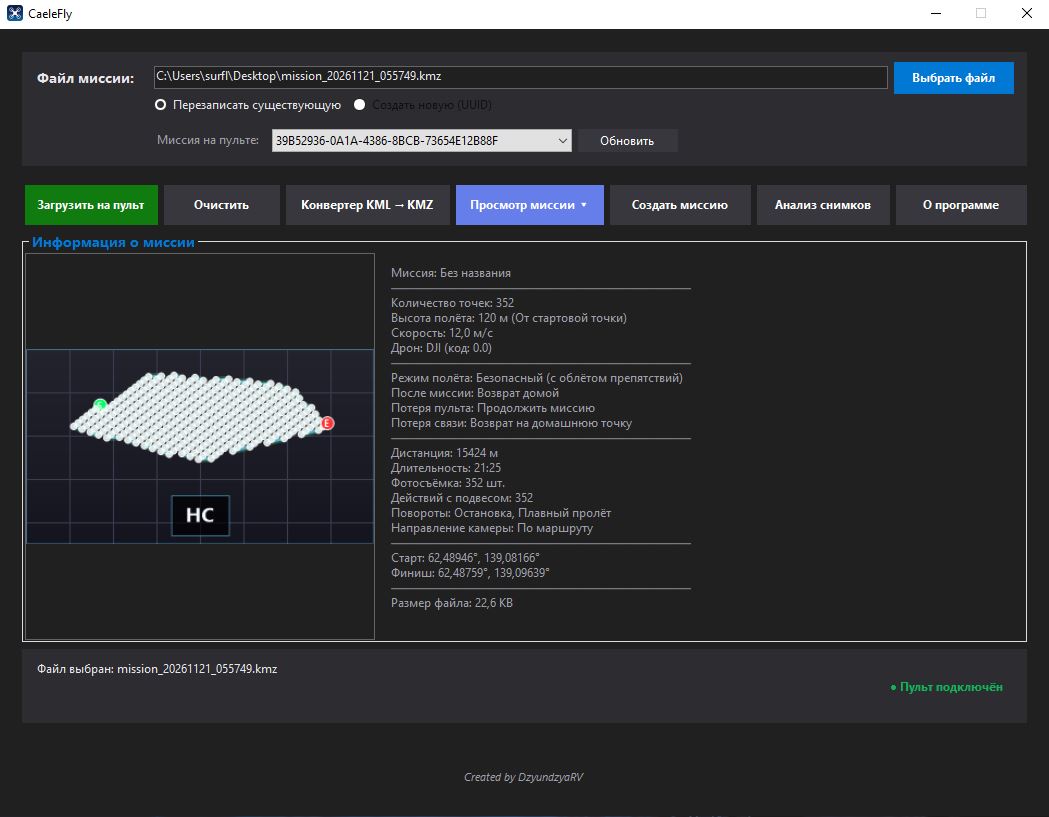 CaeleFly
Файл миссии:
C:\Users\surfl\Desktop\mission_20261121_055749.kmz
Выбрать файл
Перезаписать существующую
Создать новую (UUID)
Миссия на пульте:
39B52936-0A1A-4386-8BCB-73654E12B88F
Обновить
Загрузить на пульт
Очистить
Конвертер KML → KMZ
Просмотр миссии ▾
Создать миссию
Анализ снимков
О программе
Информация о миссии
S
E
НС
Миссия: Без названия
Количество точек: 352
Высота полёта: 120 м (От стартовой точки)
Скорость: 12,0 м/с
Дрон: DJI (код: 0.0)
Режим полёта: Безопасный (с облётом препятствий)
После миссии: Возврат домой
Потеря пульта: Продолжить миссию
Потеря связи: Возврат на домашнюю точку
Дистанция: 15424 м
Длительность: 21:25
Фотосъёмка: 352 шт.
Действий с подвесом: 352
Повороты: Остановка, Плавный пролёт
Направление камеры: По маршруту
Старт: 62,48946°, 139,08166°
Финиш: 62,48759°, 139,09639°
Размер файла: 22,6 KB
Файл выбран: mission_20261121_055749.kmz
● Пульт подключён
Created by DzyundzyaRV